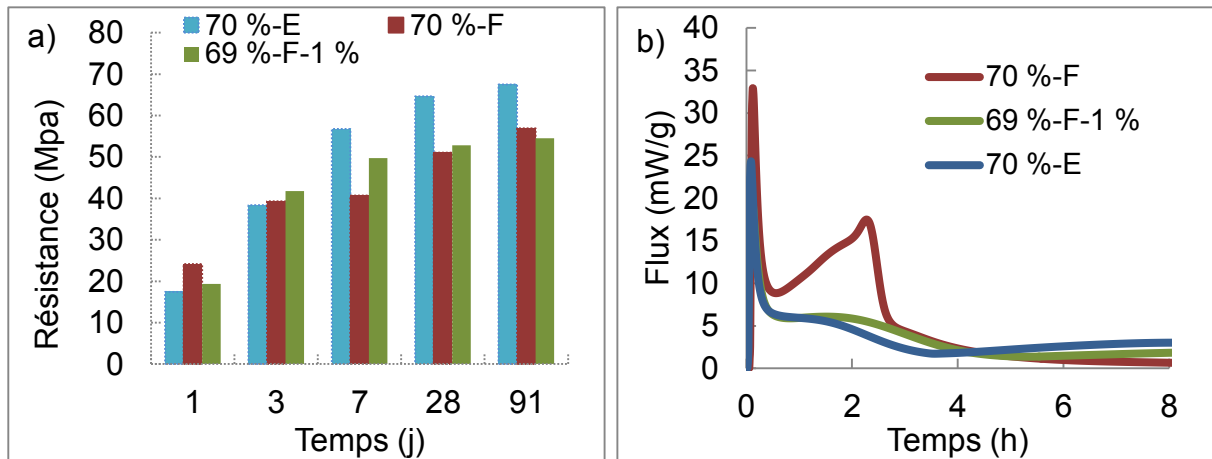 a)
70 %-E
70 %-F
69 %-F-1 %
Résistance (Mpa)
80
70
60
50
40
30
20
10
0
1 3 7 28 91
Temps (j)
b)
70 %-F
69 %-F-1 %
70 %-E
Flux (mW/g)
40
35
30
25
20
15
10
5
0
0 2 4 6 8
Temps (h)